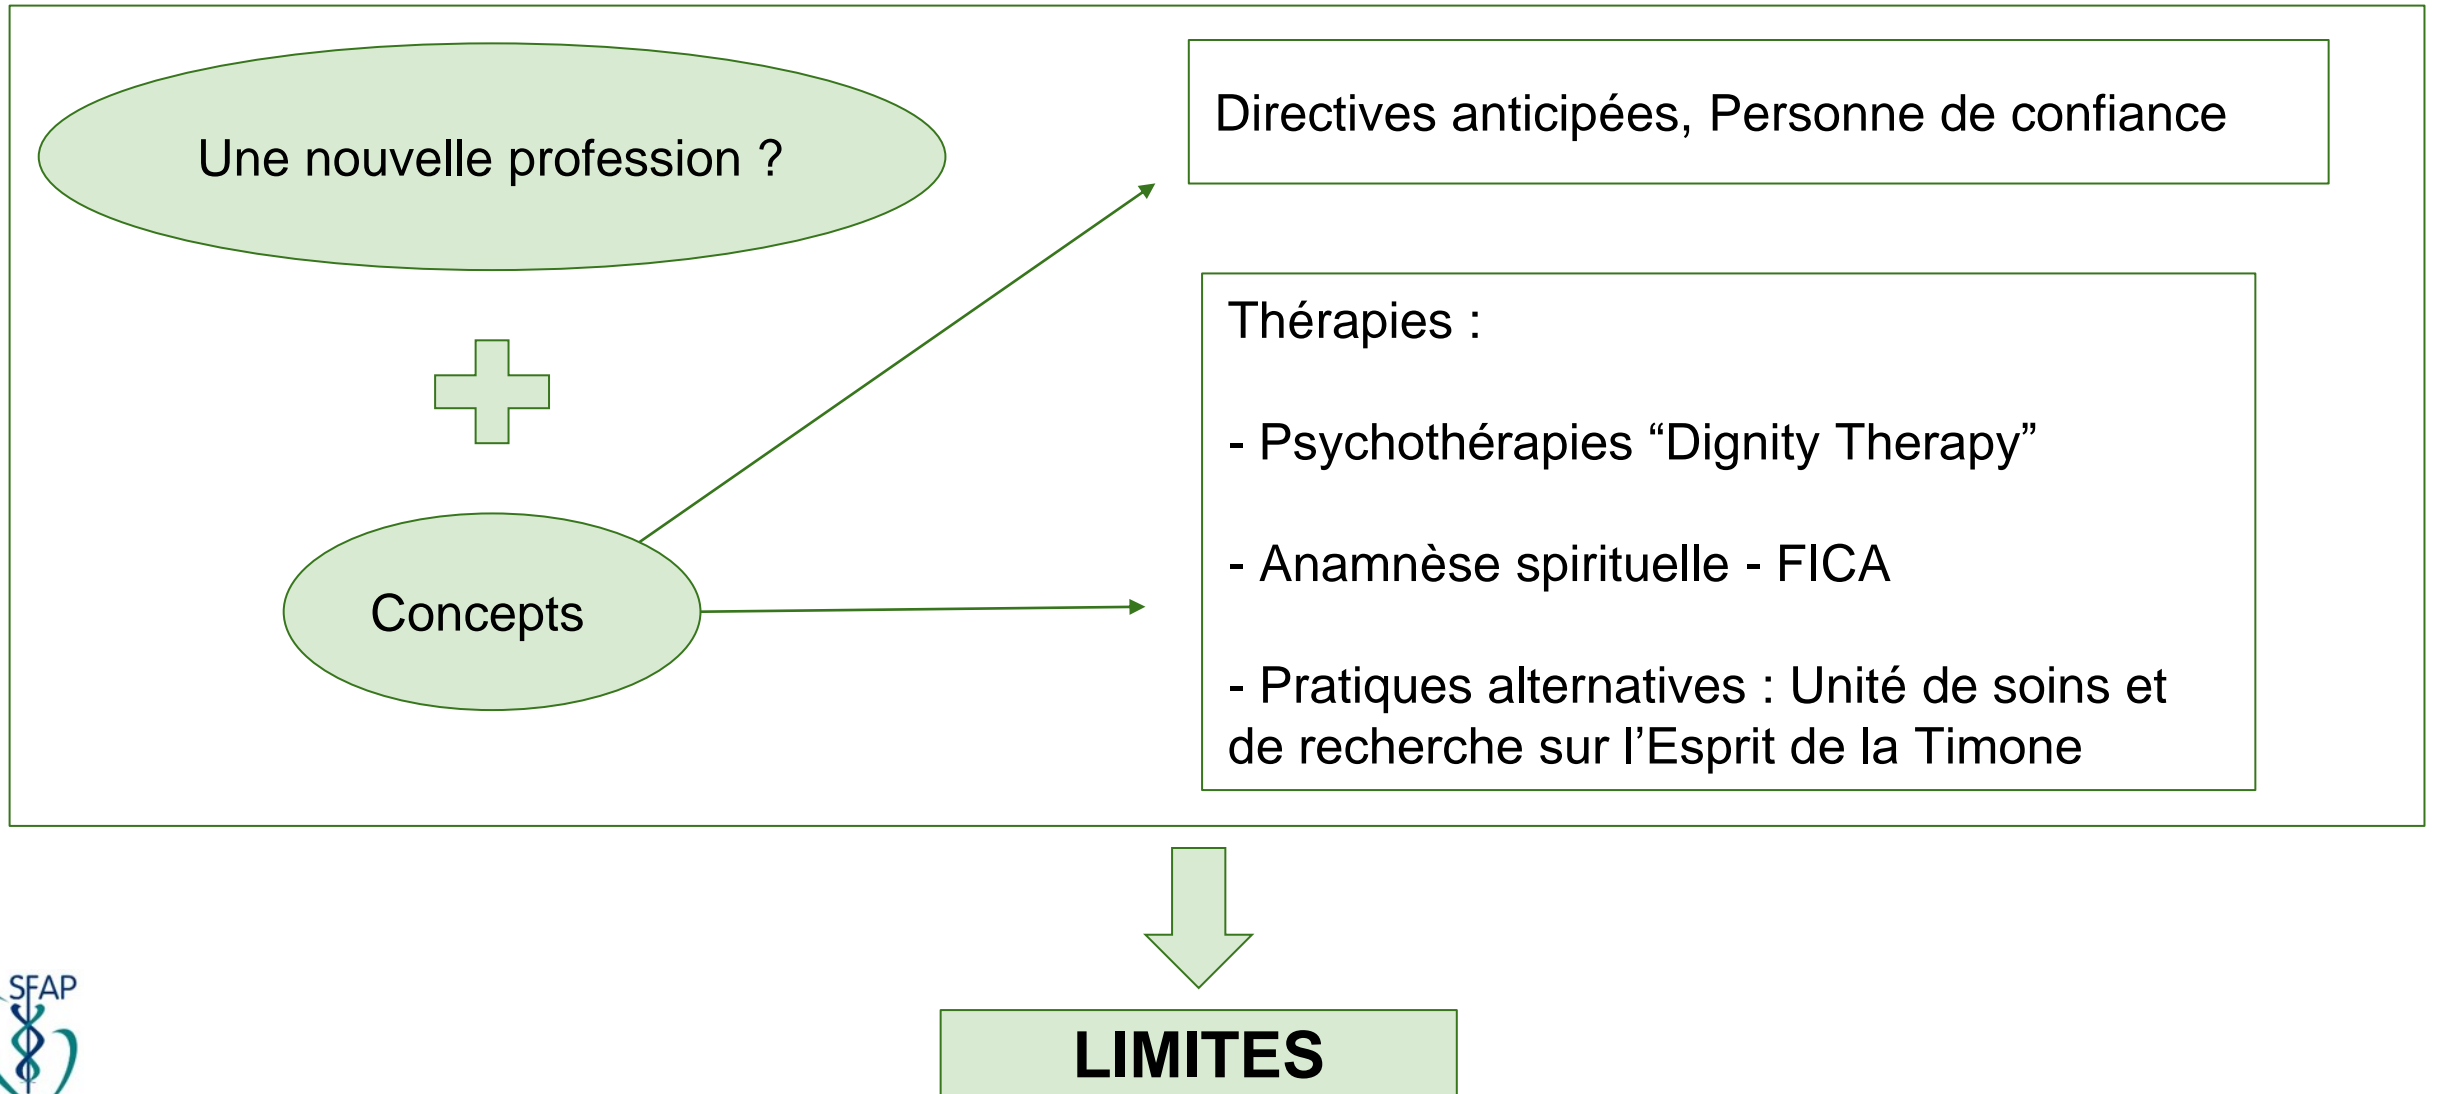 Une nouvelle profession ?
Concepts
Directives anticipées, Personne de confiance
Thérapies :
- Psychothérapies “Dignity Therapy”
- Anamnèse spirituelle - FICA
- Pratiques alternatives : Unité de soins et
de recherche sur l’Esprit de la Timone
LIMITES
SFAP